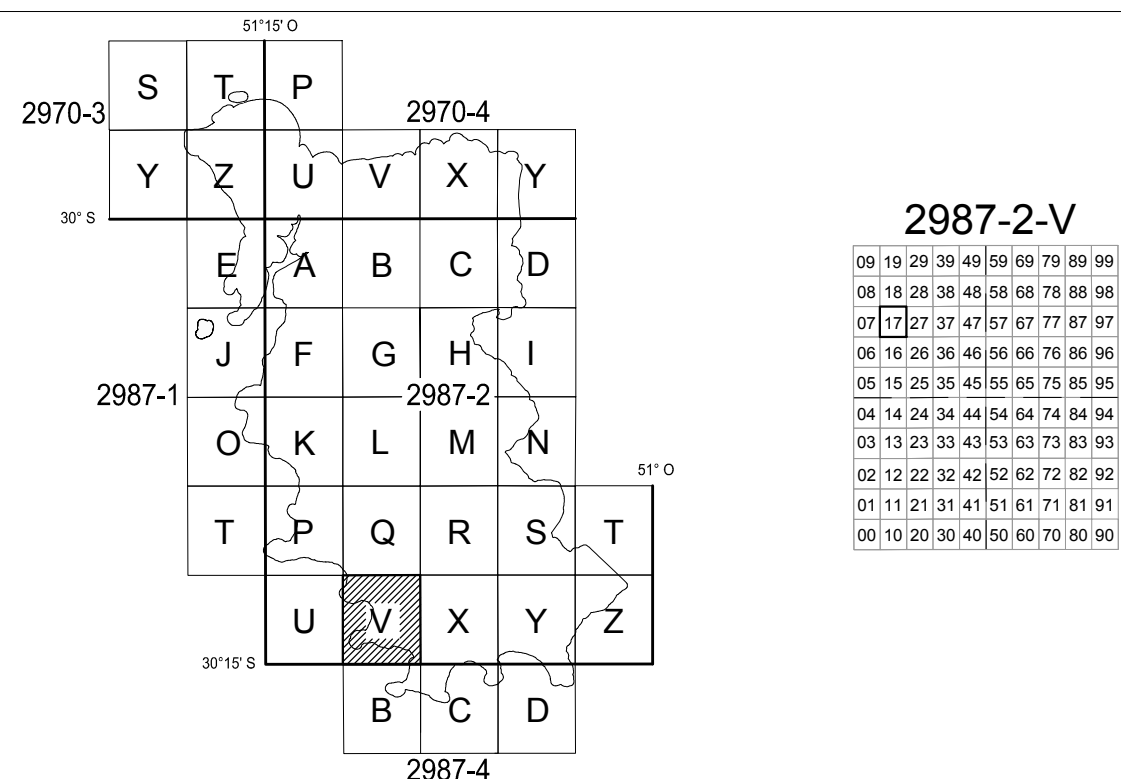 51°15' O
S T P
2970-3 2970-4
Y Z U V X Y
30° S
E A B C D
J F G H I
2987-1 2987-2
O K L M N
51° O
T P Q R S T
U V X Y Z
30°15' S
B C D
2987-4
2987-2-V
09 19 29 39 49 59 69 79 89 99
08 18 28 38 48 58 68 78 88 98
07 17 27 37 47 57 67 77 87 97
06 16 26 36 46 56 66 76 86 96
05 15 25 35 45 55 65 75 85 95
04 14 24 34 44 54 64 74 84 94
03 13 23 33 43 53 63 73 83 93
02 12 22 32 42 52 62 72 82 92
01 11 21 31 41 51 61 71 81 91
00 10 20 30 40 50 60 70 80 90